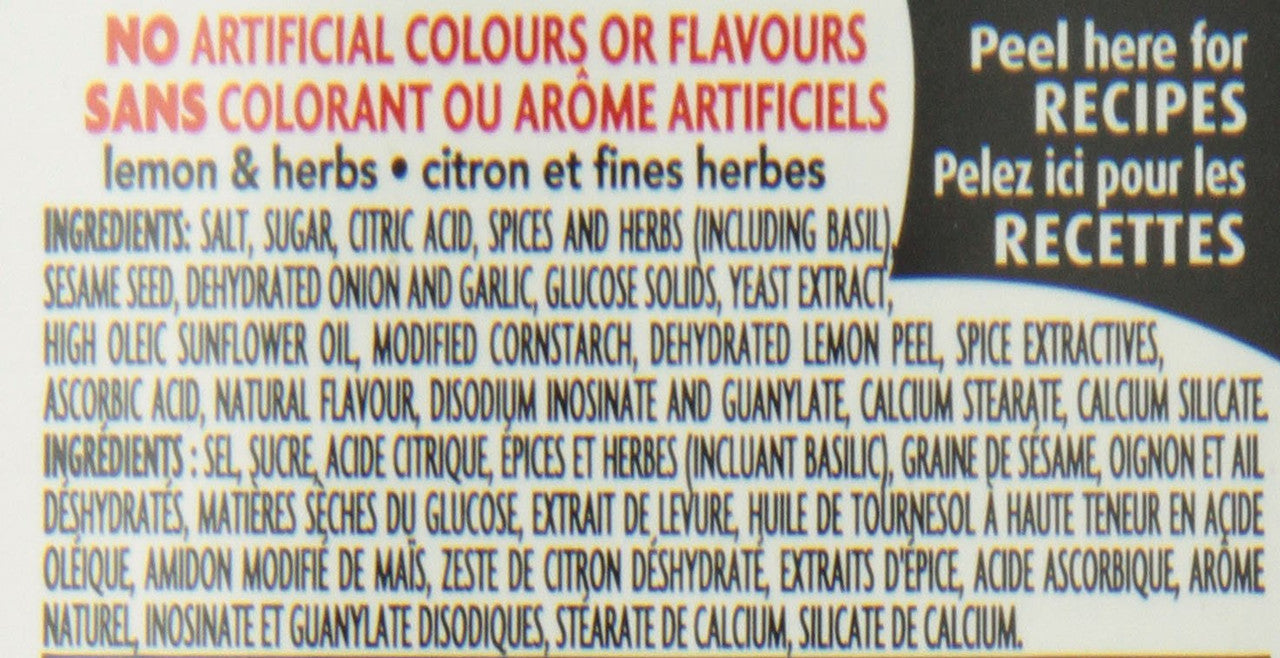 NO ARTIFICIAL COLOURS OR FLAVOURS
SANS COLORANT OU ARÔME ARTIFICIELS
lemon & herbs • citron et fines herbes
Peel here for
RECIPES
Pelez ici pour les
RECETTES
INGREDIENTS: SALT, SUGAR, CITRIC ACID, SPICES AND HERBS (INCLUDING BASIL),
SESAME SEED, DEHYDRATED ONION AND GARLIC, GLUCOSE SOLIDS, YEAST EXTRACT,
HIGH OLEIC SUNFLOWER OIL, MODIFIED CORNSTARCH, DEHYDRATED LEMON PEEL, SPICE EXTRACTIVES,
ASCORBIC ACID, NATURAL FLAVOUR, DISODIUM INOSINATE AND GUANYLATE, CALCIUM STEARATE, CALCIUM SILICATE.
INGRÉDIENTS : SEL, SUCRE, ACIDE CITRIQUE, ÉPICES ET HERBES (INCLUANT BASILIC), GRAINE DE SÉSAME, OIGNON ET AIL
DÉSHYDRATÉS, MATIÈRES SÈCHES DU GLUCOSE, EXTRAIT DE LEVURE, HUILE DE TOURNESOL À HAUTE TENEUR EN ACIDE
OLÉIQUE, AMIDON MODIFIÉ DE MAÏS, ZESTE DE CITRON DÉSHYDRATÉ, EXTRAITS D'ÉPICE, ACIDE ASCORBIQUE, ARÔME
NATUREL, INOSINATE ET GUANYLATE DISODIQUES, STÉARATE DE CALCIUM, SILICATE DE CALCIUM.